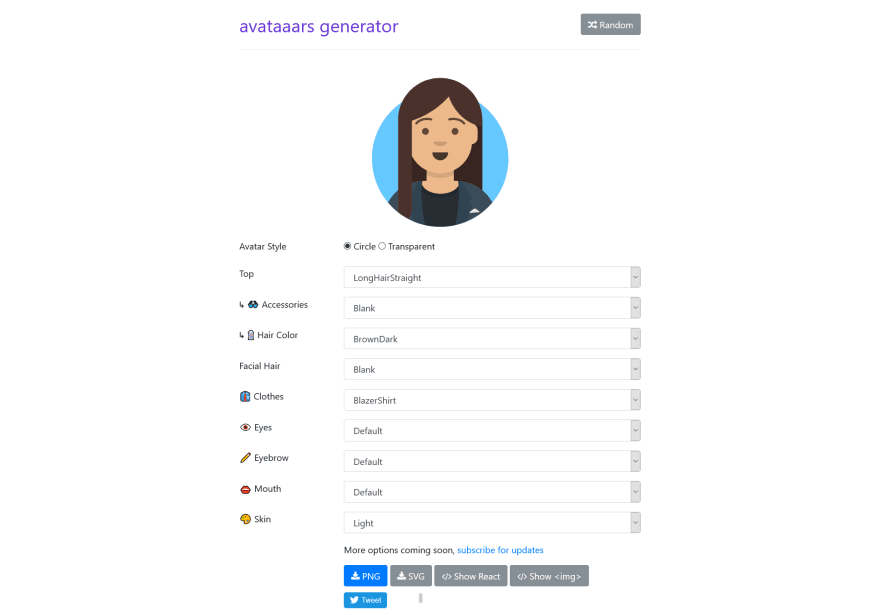 avataaars generator
Random
Avatar Style
Circle Transparent
Top
LongHairStraight
↳ Accessories
Blank
↳ Hair Color
BrownDark
Facial Hair
Blank
Clothes
BlazerShirt
Eyes
Default
Eyebrow
Default
Mouth
Default
Skin
Light
More options coming soon, subscribe for updates
PNG SVG </> Show React </> Show <img>
Tweet